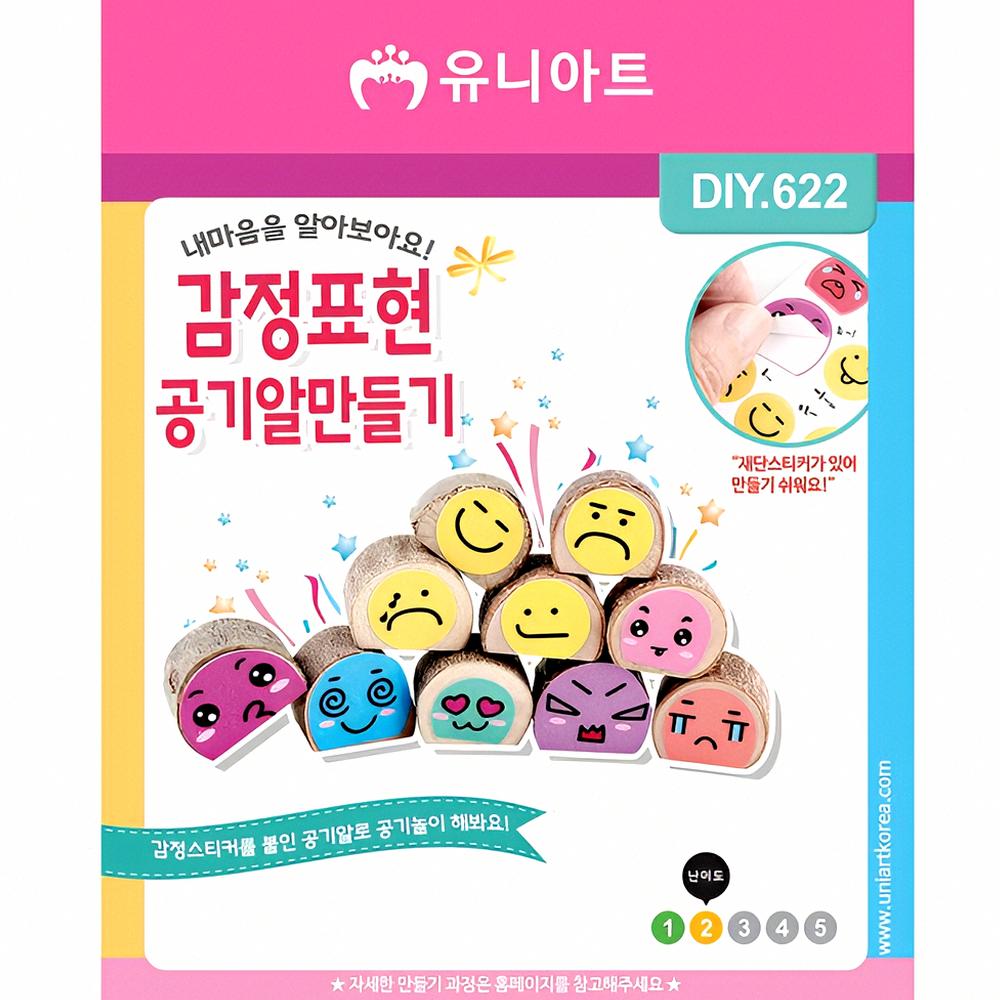 유니아트
DIY.622
내마음을 알아보아요!
감정표현
공기알만들기
"재단스티커가 있어
만들기 쉬워요!"
감정스티커를 붙인 공기알로 공기놀이 해봐요!
난이도
1 2 3 4 5
www.uniartkorea.com
★ 자세한 만들기 과정은 홈페이지를 참고해주세요 ★